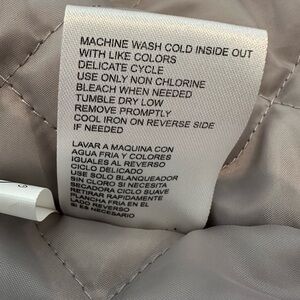 MACHINE WASH COLD INSIDE OUT
WITH LIKE COLORS
DELICATE CYCLE
USE ONLY NON CHLORINE
BLEACH WHEN NEEDED
TUMBLE DRY LOW
REMOVE PROMPTLY
COOL IRON ON REVERSE SIDE
IF NEEDED
LAVAR A MAQUINA CON
AGUA FRIA Y COLORES
IGUALES AL REVERSO
CICLO DELICADO
USE SOLO BLANQUEADOR
SIN CLORO SI NECESITA
SECADORA CICLO SUAVE
RETIRAR RAPIDAMENTE
PLANCHA FRIA EN EL
LADO REVERSO
SI ES NECESARIO